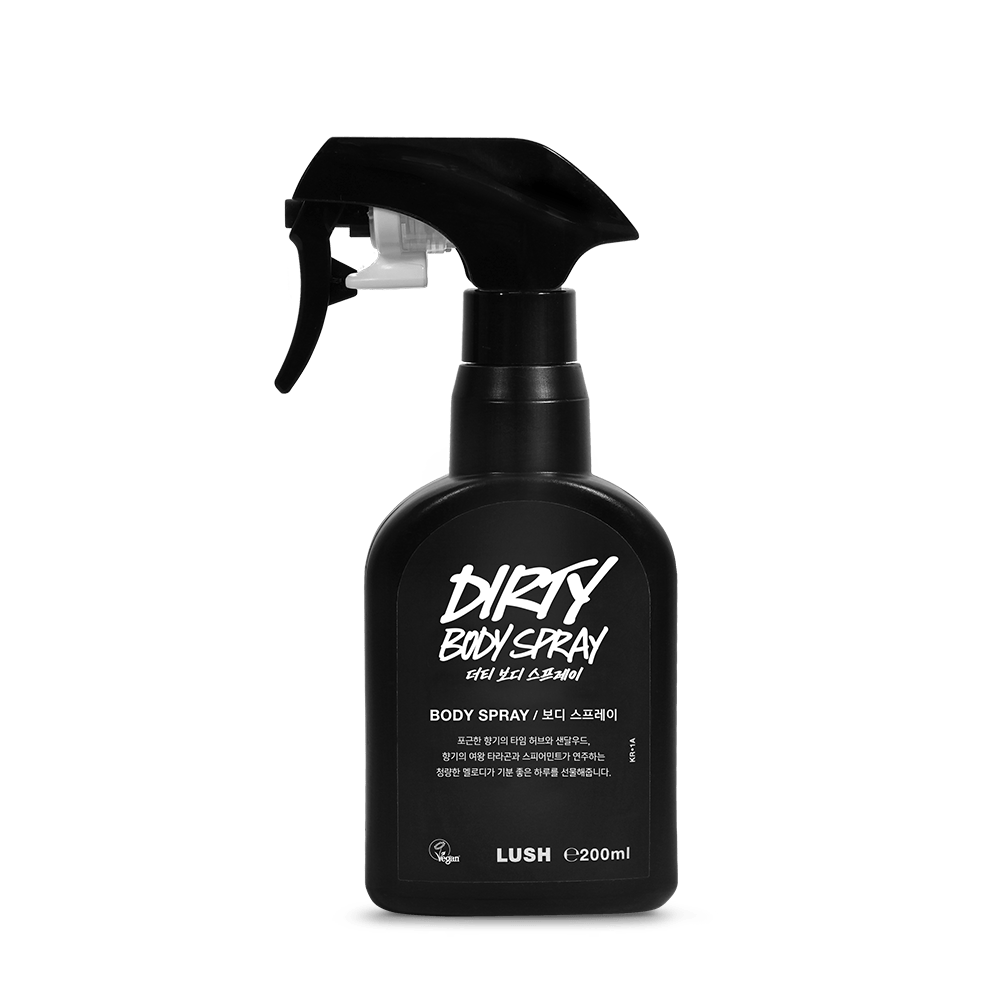 DIRTY
BODY SPRAY
더티 보디 스프레이
BODY SPRAY / 보디 스프레이
포근한 향기의 타임 허브와 샌달우드,
향기의 여왕 타라곤과 스피어민트가 연주하는
청량한 멜로디가 기분 좋은 하루를 선물해줍니다.
KR•1A
Vegan
LUSH ℮200ml